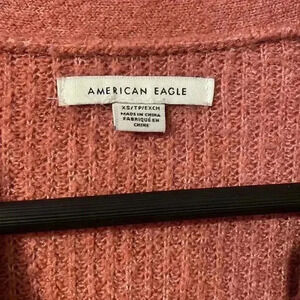 AMERICAN EAGLE
XS/TP/EXCH
MADE IN CHINA
FABRIQUÉ EN
CHINE